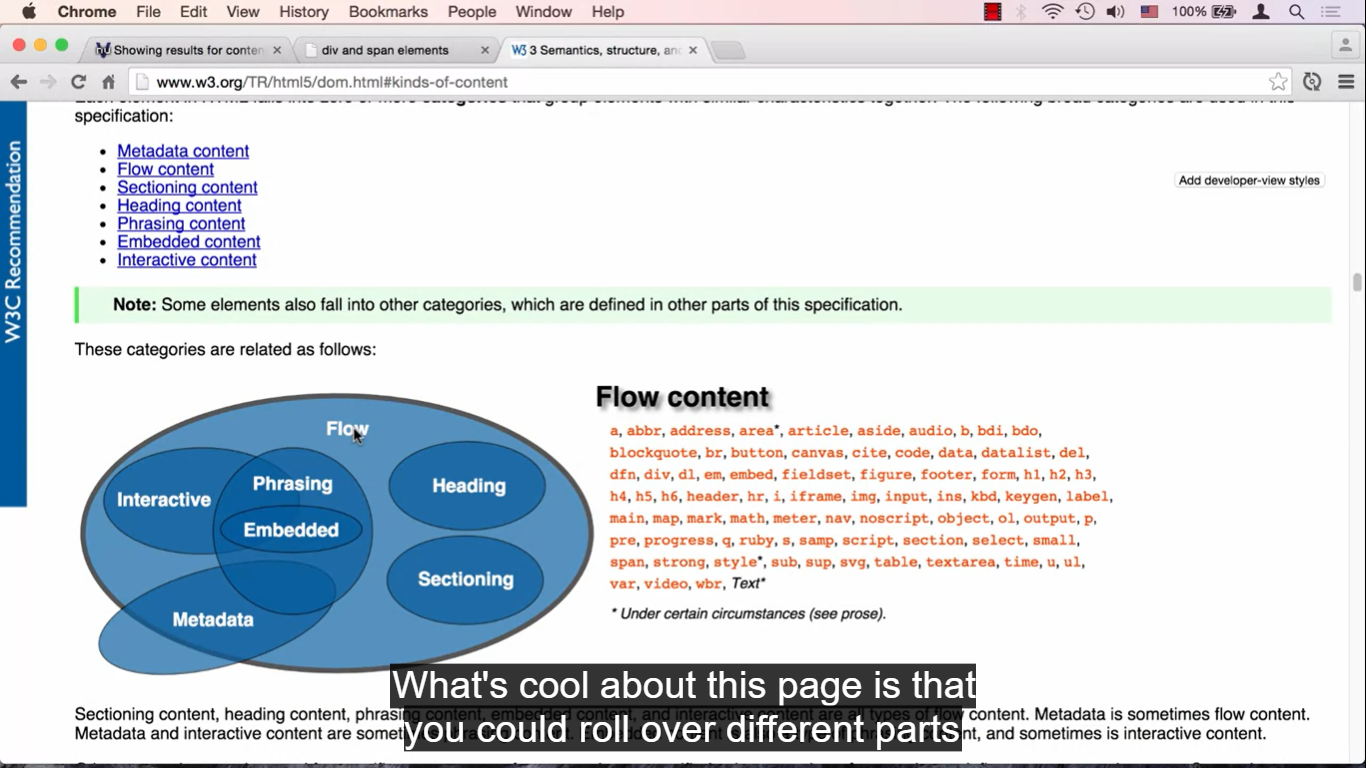 Chrome File Edit View History Bookmarks People Window Help 100%
Showing results for conten
div and span elements
W3 3 Semantics, structure, and
www.w3.org/TR/html5/dom.html#kinds-of-content
specification:
Metadata content
Flow content
Sectioning content
Heading content
Phrasing content
Embedded content
Interactive content
Add developer-view styles
W3C Recommendation
Note: Some elements also fall into other categories, which are defined in other parts of this specification.
These categories are related as follows:
Flow
Interactive
Phrasing
Embedded
Heading
Sectioning
Metadata
Flow content
a, abbr, address, area*, article, aside, audio, b, bdi, bdo,
blockquote, br, button, canvas, cite, code, data, datalist, del,
dfn, div, dl, em, embed, fieldset, figure, footer, form, h1, h2, h3,
h4, h5, h6, header, hr, i, iframe, img, input, ins, kbd, keygen, label,
main, map, mark, math, meter, nav, noscript, object, ol, output, p,
pre, progress, q, ruby, s, samp, script, section, select, small,
span, strong, style*, sub, sup, svg, table, textarea, time, u, ul,
var, video, wbr, Text*
* Under certain circumstances (see prose).
Sectioning content, heading content, phrasing content, embedded content, and interactive content are all types of flow content. Metadata is sometimes flow content.
Metadata and interactive content are sometimes content, and sometimes is interactive content.
What's cool about this page is that
you could roll over different parts